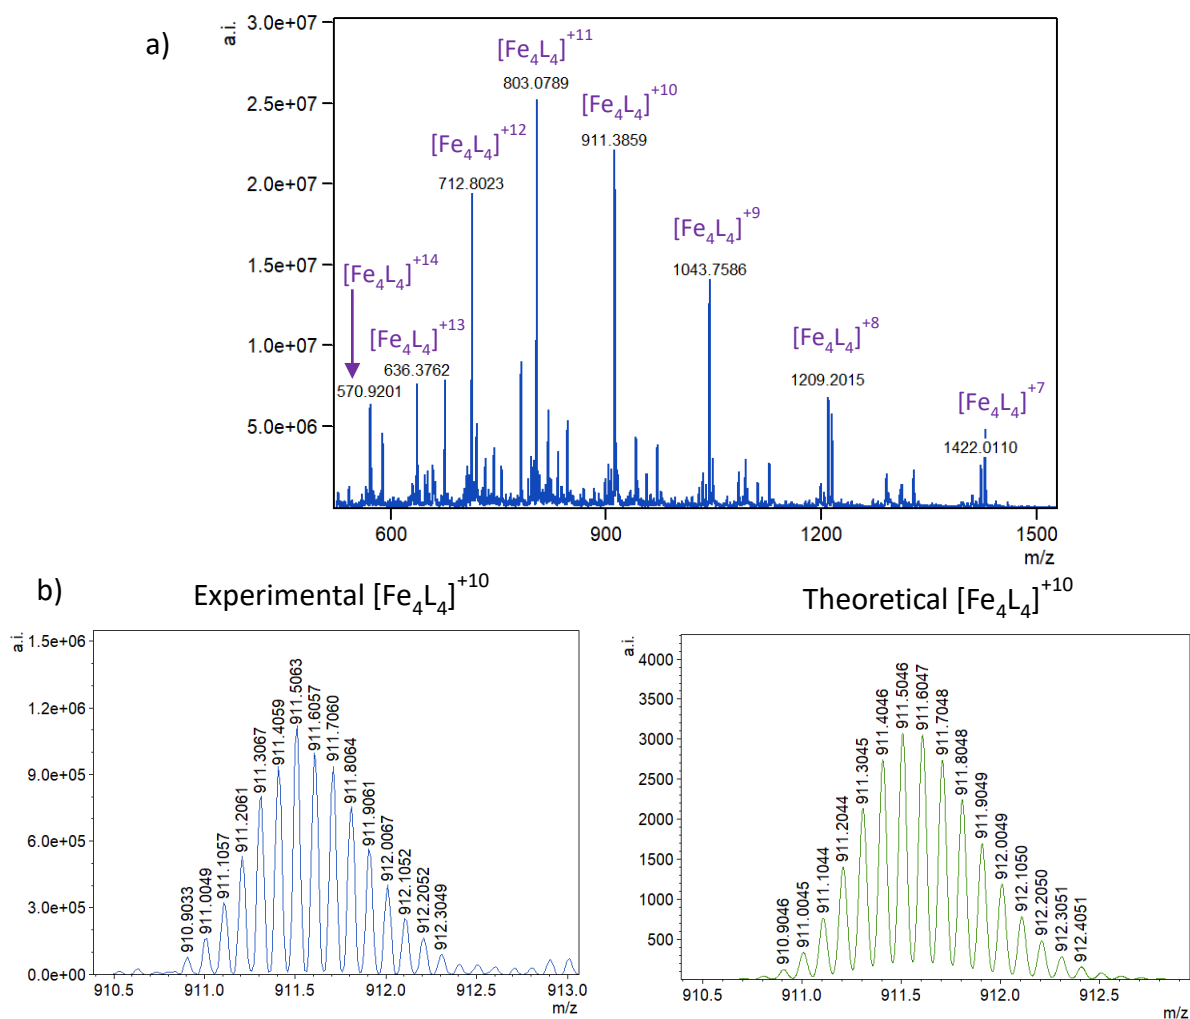 a)
a.i.
3.0e+07
2.5e+07
2.0e+07
1.5e+07
1.0e+07
5.0e+06
[Fe4L4]+11
803.0789
[Fe4L4]+10
911.3859
[Fe4L4]+12
712.8023
[Fe4L4]+9
1043.7586
[Fe4L4]+14
570.9201
[Fe4L4]+13
636.3762
[Fe4L4]+8
1209.2015
[Fe4L4]+7
1422.0110
600 900 1200 1500
m/z
b)
Experimental [Fe4L4]+10
a.i.
1.5e+06
1.2e+06
9.0e+05
6.0e+05
3.0e+05
0.0e+00
910.9033
911.0049
911.1057
911.2061
911.3067
911.4059
911.5063
911.6057
911.7060
911.8064
911.9061
912.0067
912.1052
912.2052
912.3049
910.5 911.0 911.5 912.0 912.5 913.0
m/z
Theoretical [Fe4L4]+10
a.i.
4000
3500
3000
2500
2000
1500
1000
500
910.9046
911.0045
911.1044
911.2044
911.3045
911.4046
911.5046
911.6047
911.7048
911.8048
911.9049
912.0049
912.1050
912.2050
912.3051
912.4051
910.5 911.0 911.5 912.0 912.5
m/z